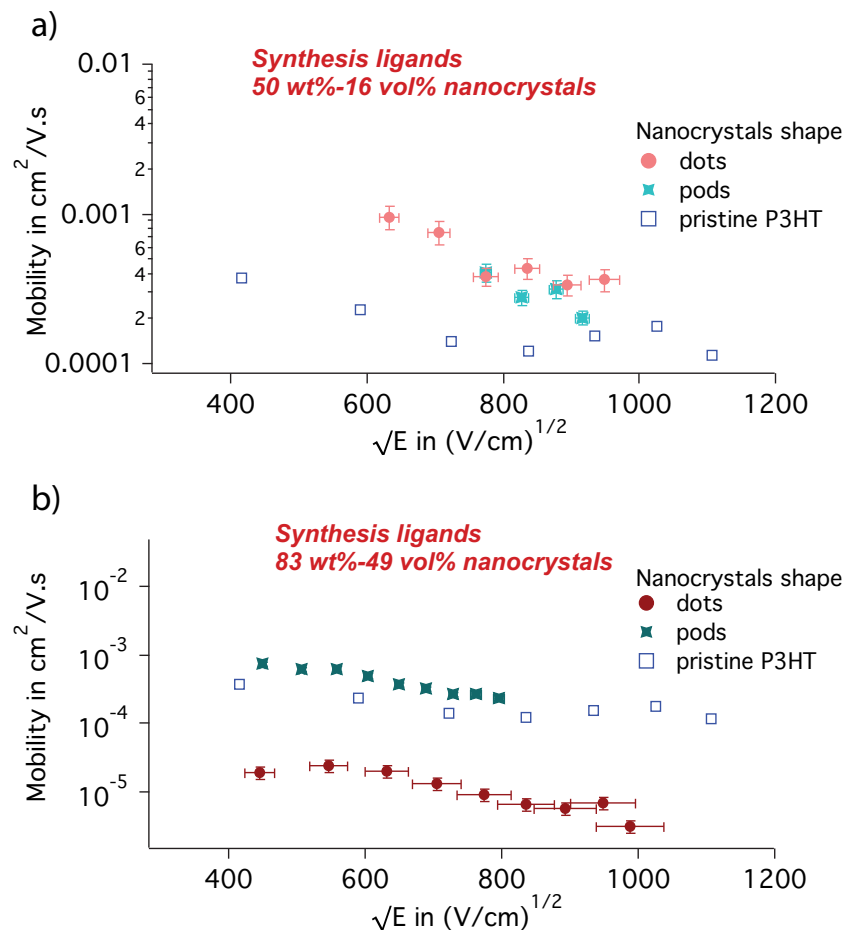 a)
Synthesis ligands
50 wt%-16 vol% nanocrystals
Nanocrystals shape
dots
pods
pristine P3HT
Mobility in cm²/V.s
0.01
6
4
2
0.001
6
4
2
0.0001
400 600 800 1000 1200
√E in (V/cm)^1/2
b)
Synthesis ligands
83 wt%-49 vol% nanocrystals
Nanocrystals shape
dots
pods
pristine P3HT
Mobility in cm²/V.s
10⁻²
10⁻³
10⁻⁴
10⁻⁵
400 600 800 1000 1200
√E in (V/cm)^1/2